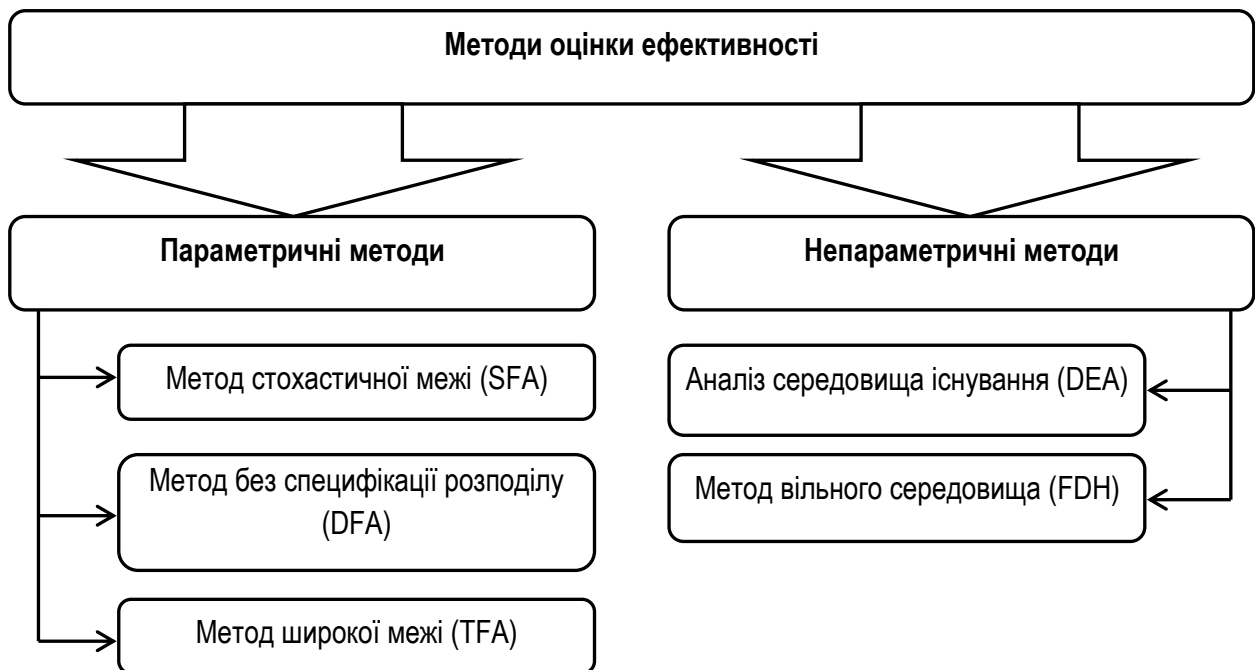 Методи оцінки ефективності
Параметричні методи
Метод стохастичної межі (SFA)
Метод без специфікації розподілу
(DFA)
Метод широкої межі (TFA)
Непараметричні методи
Аналіз середовища існування (DEA)
Метод вільного середовища (FDH)